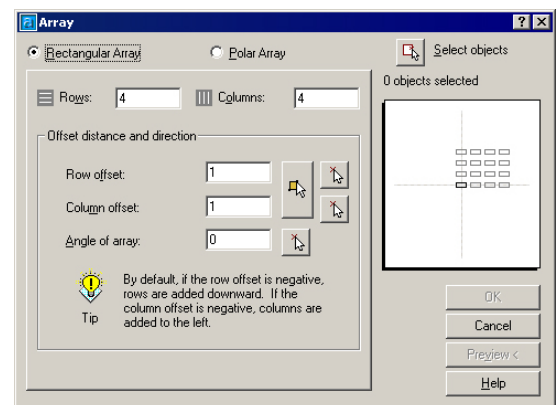 Array
Rectangular Array
Polar Array
Select objects
0 objects selected
Rows: 4
Columns: 4
Offset distance and direction
Row offset: 1
Column offset: 1
Angle of array: 0
Tip
By default, if the row offset is negative,
rows are added downward. If the
column offset is negative, columns are
added to the left.
OK
Cancel
Preview <
Help